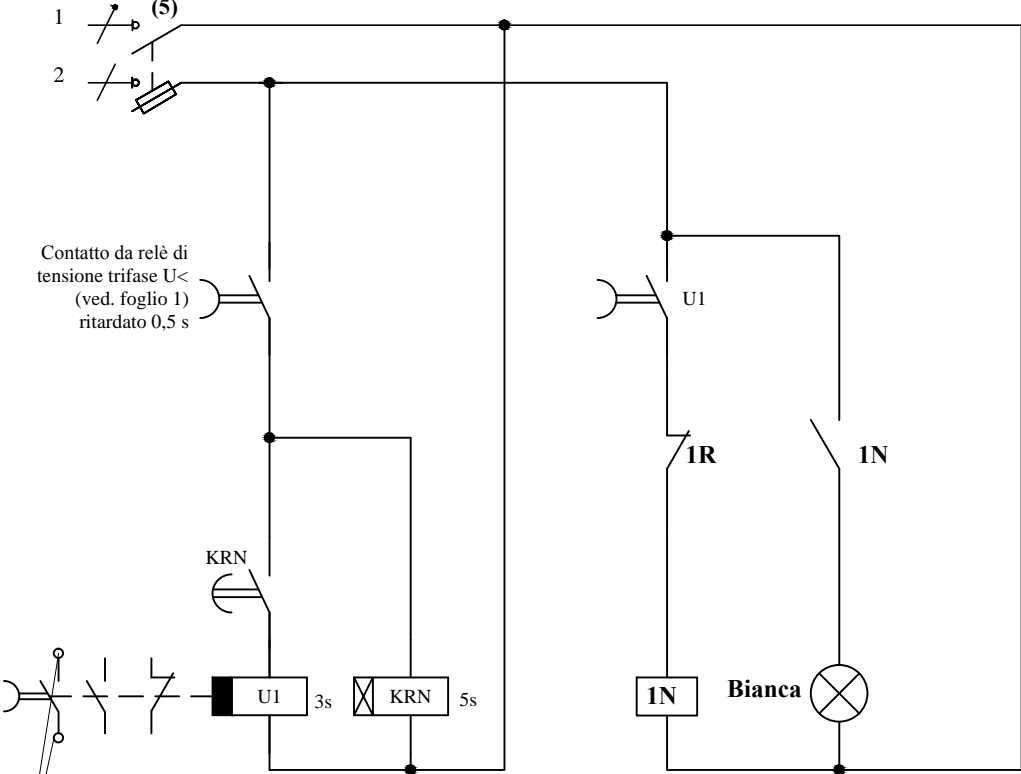 (5)
1
2
Contatto da relè di
tensione trifase U<
(ved. foglio 1)
ritardato 0,5 s
U1
1R
1N
KRN
U1
3s
KRN
5s
1N
Bianca